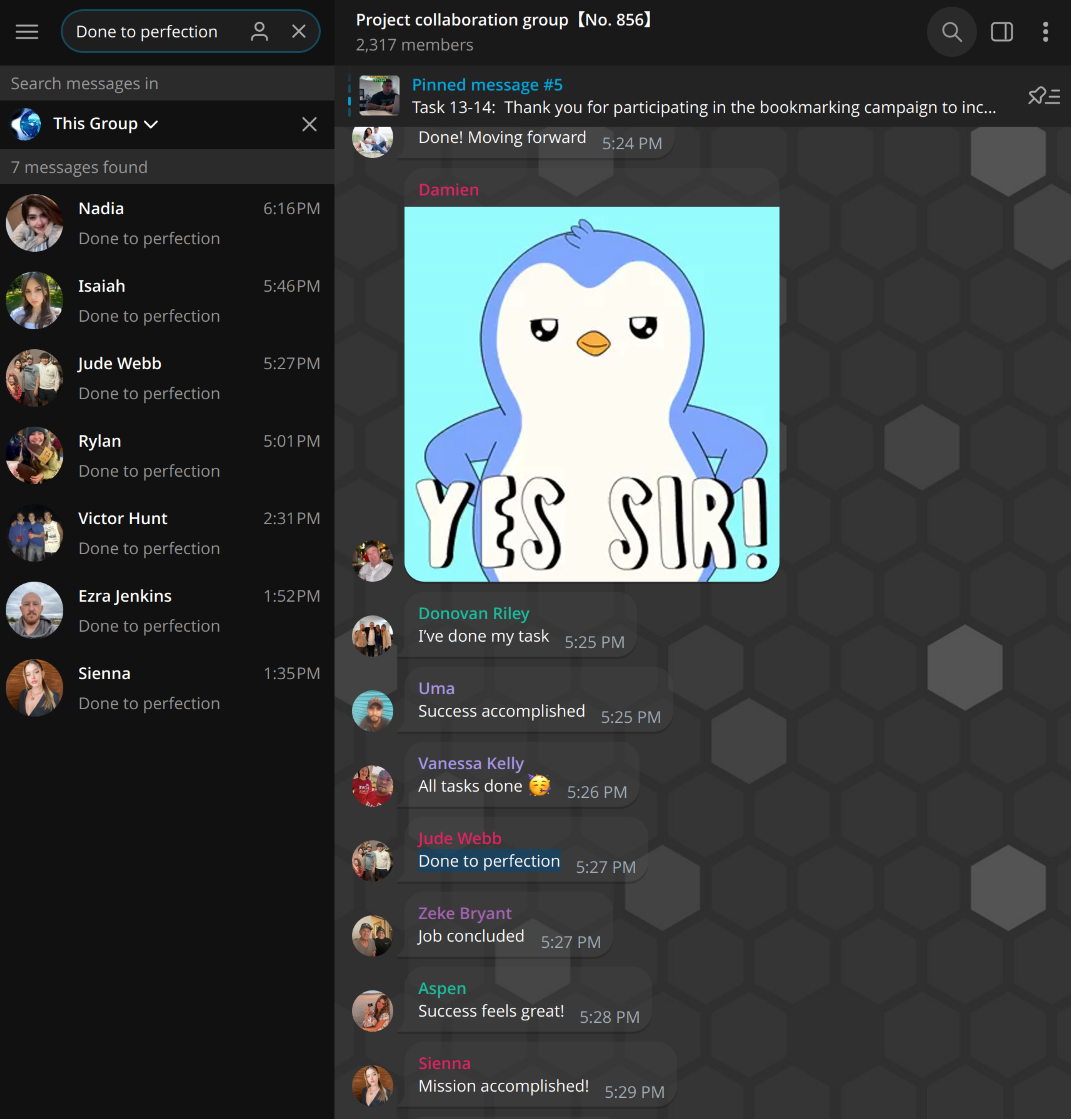 Done to perfection
Search messages in
This Group
7 messages found
Nadia 6:16PM
Done to perfection
Isaiah 5:46PM
Done to perfection
Jude Webb 5:27PM
Done to perfection
Rylan 5:01PM
Done to perfection
Victor Hunt 2:31PM
Done to perfection
Ezra Jenkins 1:52PM
Done to perfection
Sienna 1:35PM
Done to perfection
Project collaboration group【No. 856】
2,317 members
Pinned message #5
Task 13-14: Thank you for participating in the bookmarking campaign to inc...
Done! Moving forward 5:24 PM
Damien
YES SIR!
Donovan Riley
I’ve done my task 5:25 PM
Uma
Success accomplished 5:25 PM
Vanessa Kelly
All tasks done 🥳 5:26 PM
Jude Webb
Done to perfection 5:27 PM
Zeke Bryant
Job concluded 5:27 PM
Aspen
Success feels great! 5:28 PM
Sienna
Mission accomplished! 5:29 PM